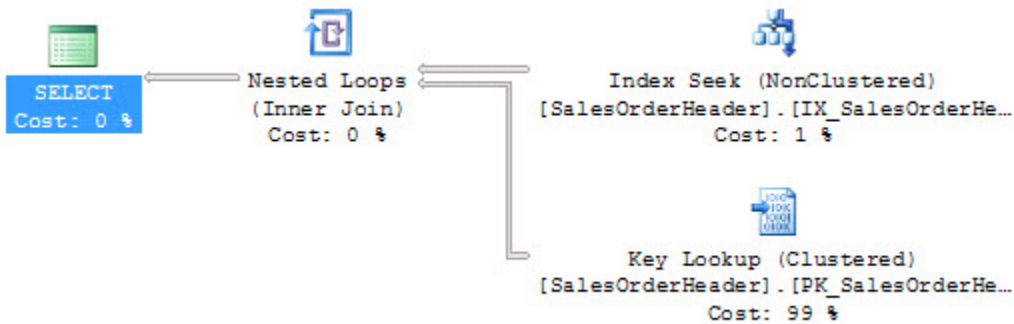 SELECT
Cost: 0 %
Nested Loops
(Inner Join)
Cost: 0 %
Index Seek (NonClustered)
[SalesOrderHeader].[IX_SalesOrderHe…
Cost: 1 %
Key Lookup (Clustered)
[SalesOrderHeader].[PK_SalesOrderHe…
Cost: 99 %